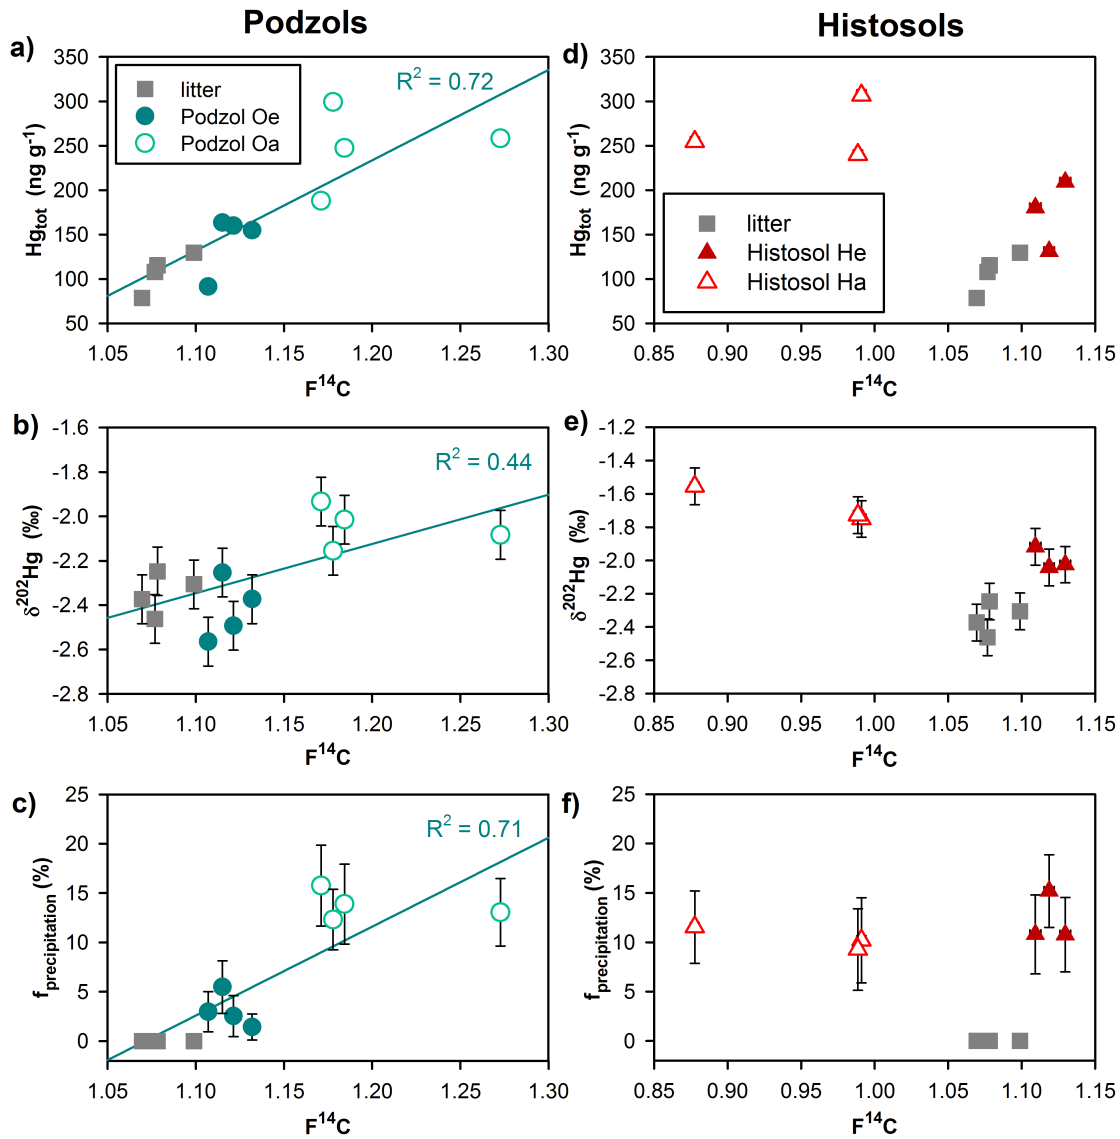 Podzols
Histosols
a)
350
300
250
200
150
100
50
Hg_tot (ng g⁻¹)
litter
Podzol Oe
Podzol Oa
R² = 0.72
1.05 1.10 1.15 1.20 1.25 1.30
F¹⁴C
d)
350
300
250
200
150
100
50
Hg_tot (ng g⁻¹)
litter
Histosol He
Histosol Ha
0.85 0.90 0.95 1.00 1.05 1.10 1.15
F¹⁴C
b)
-1.6
-1.8
-2.0
-2.2
-2.4
-2.6
-2.8
δ²⁰²Hg (‰)
R² = 0.44
1.05 1.10 1.15 1.20 1.25 1.30
F¹⁴C
e)
-1.2
-1.4
-1.6
-1.8
-2.0
-2.2
-2.4
-2.6
-2.8
δ²⁰²Hg (‰)
0.85 0.90 0.95 1.00 1.05 1.10 1.15
F¹⁴C
c)
25
20
15
10
5
0
f_precipitation (%)
R² = 0.71
1.05 1.10 1.15 1.20 1.25 1.30
F¹⁴C
f)
25
20
15
10
5
0
f_precipitation (%)
0.85 0.90 0.95 1.00 1.05 1.10 1.15
F¹⁴C